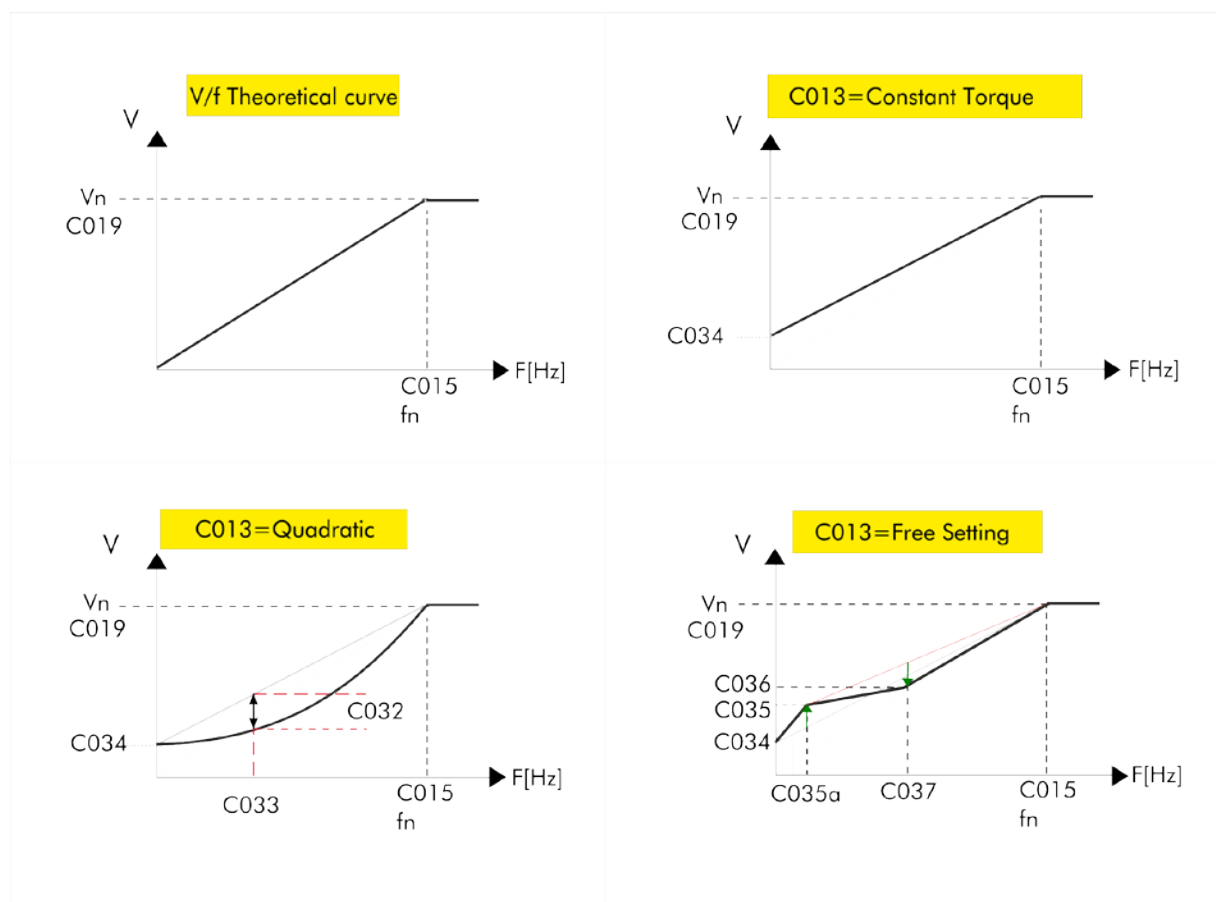 V/f Theoretical curve
V
Vn
C019
F[Hz]
C015
fn
C013=Constant Torque
V
Vn
C019
C034
F[Hz]
C015
fn
C013=Quadratic
V
Vn
C019
C032
C034
F[Hz]
C033
C015
fn
C013=Free Setting
V
Vn
C019
C036
C035
C034
F[Hz]
C035a
C037
C015
fn